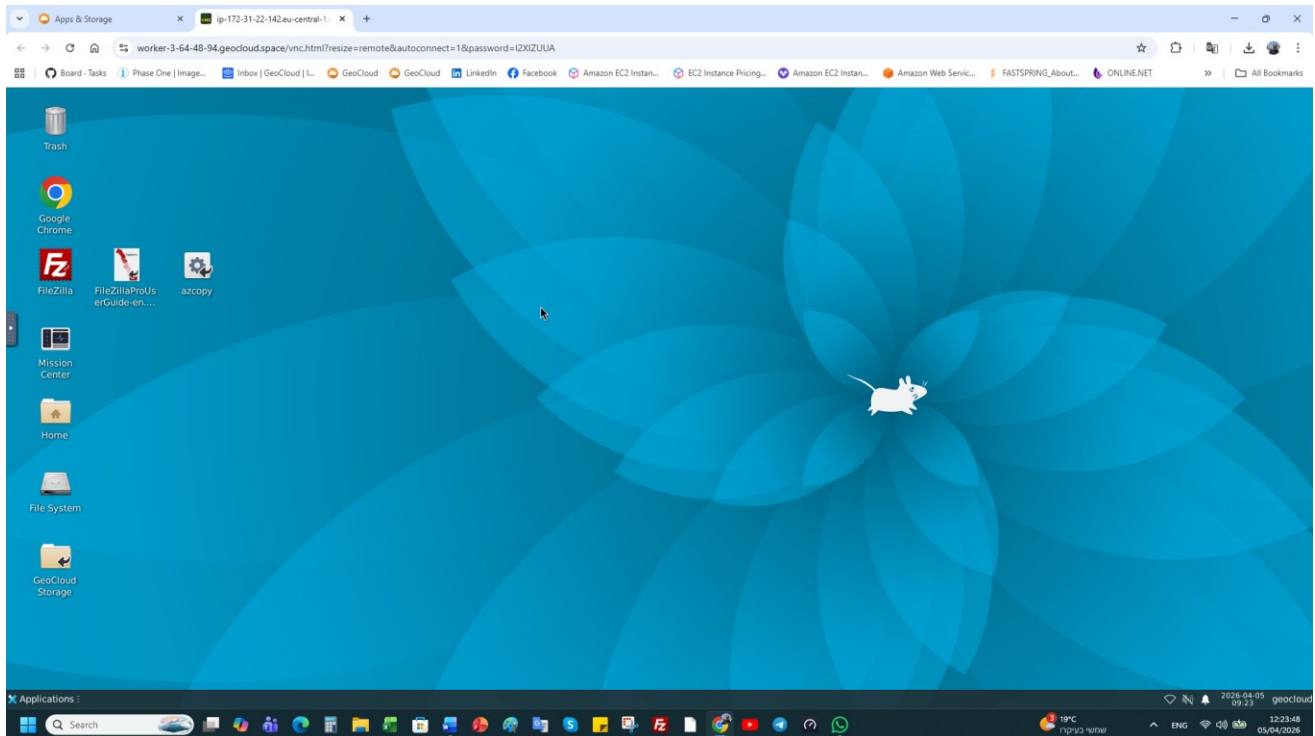 Apps & Storage
ip-172-31-22-142.eu-central-1.
worker-3-64-48-94.geocloud.space/vnc.html?resize=remote&autoconnect=1&password=I2XIZUUA
Board · Tasks
Phase One | Image...
Inbox | GeoCloud | I...
GeoCloud
GeoCloud
LinkedIn
Facebook
Amazon EC2 Instan...
EC2 Instance Pricing...
Amazon EC2 Instan...
Amazon Web Servic...
FASTSPRING_About...
ONLINE.NET
All Bookmarks
Trash
Google
Chrome
FileZilla
FileZillaProUs
erGuide-en....
azcopy
Mission
Center
Home
File System
GeoCloud
Storage
Applications
2026-04-05
09:23
geocloud
Search
3
19°C
שמשי בעיקרו
ENG
12:23:48
05/04/2026